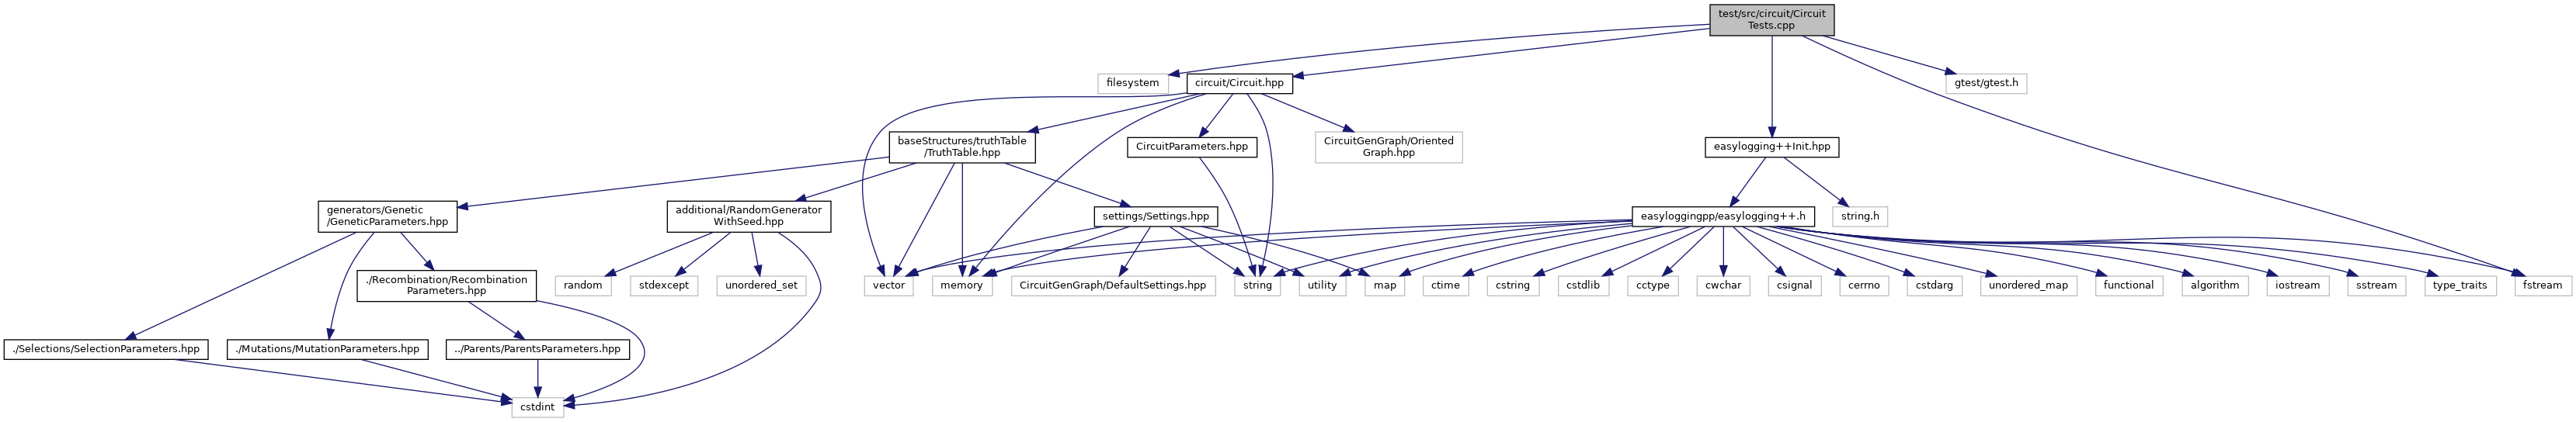 test/src/circuit/Circuit
Tests.cpp
filesystem
circuit/Circuit.hpp
gtest/gtest.h
baseStructures/truthTable
/TruthTable.hpp
CircuitParameters.hpp
CircuitGenGraph/Oriented
Graph.hpp
easylogging++Init.hpp
generators/Genetic
/GeneticParameters.hpp
additional/RandomGenerator
WithSeed.hpp
settings/Settings.hpp
easyloggingpp/easylogging++.h
string.h
./Recombination/Recombination
Parameters.hpp
random
stdexcept
unordered_set
vector
memory
CircuitGenGraph/DefaultSettings.hpp
string
utility
map
ctime
cstring
cstdlib
cctype
cwchar
csignal
cerrno
cstdarg
unordered_map
functional
algorithm
iostream
sstream
type_traits
fstream
./Selections/SelectionParameters.hpp
./Mutations/MutationParameters.hpp
../Parents/ParentsParameters.hpp
cstdint